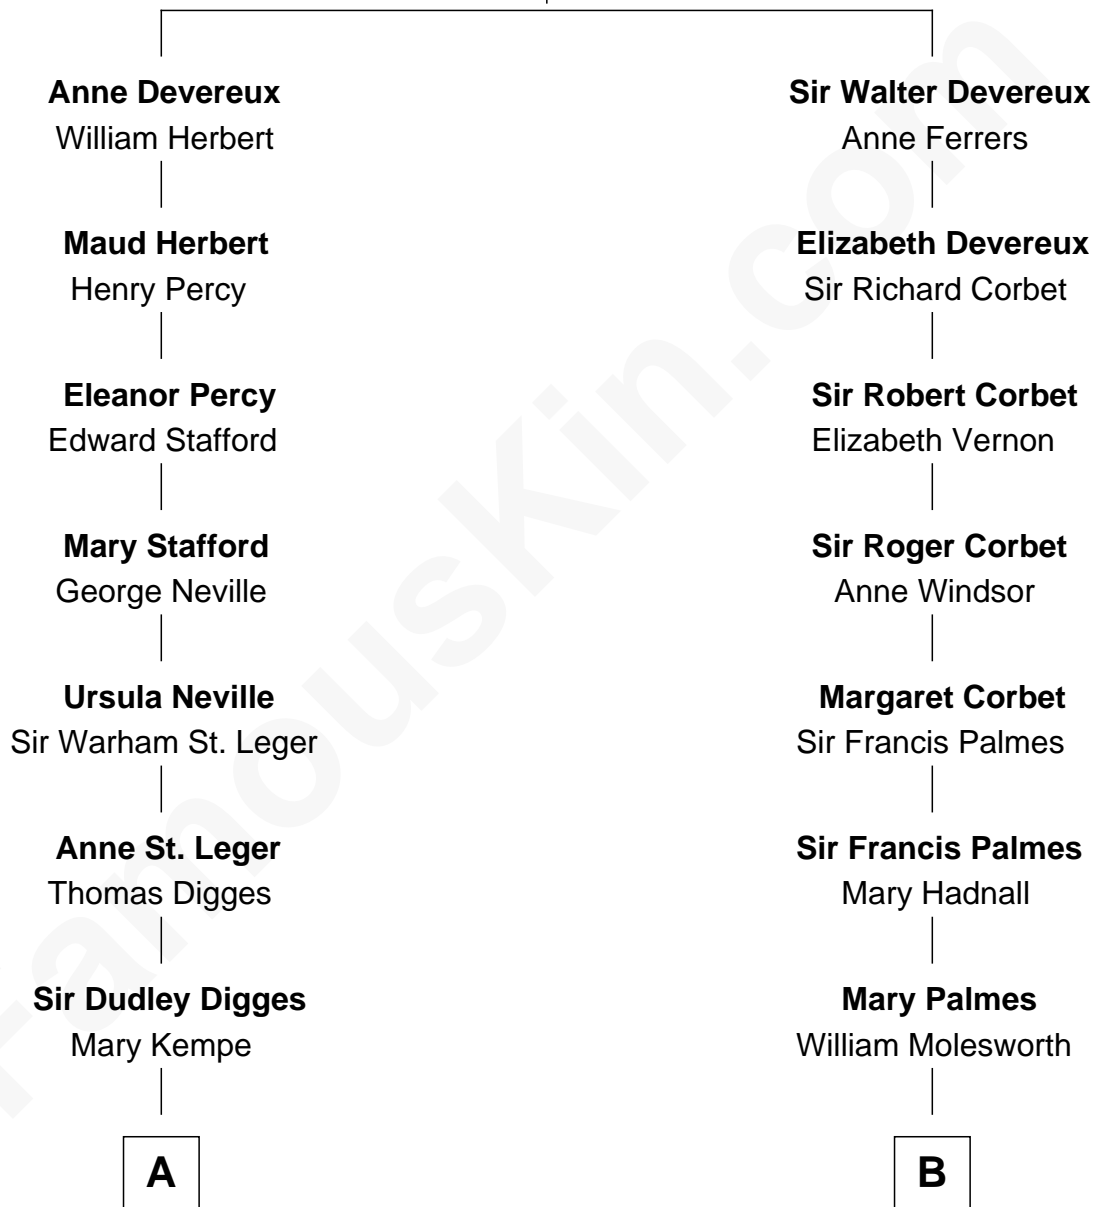 Anne Devereux
William Herbert
Maud Herbert
Henry Percy
Eleanor Percy
Edward Stafford
Mary Stafford
George Neville
Ursula Neville
Sir Warham St. Leger
Anne St. Leger
Thomas Digges
Sir Dudley Digges
Mary Kempe
A
Sir Walter Devereux
Anne Ferrers
Elizabeth Devereux
Sir Richard Corbet
Sir Robert Corbet
Elizabeth Vernon
Sir Roger Corbet
Anne Windsor
Margaret Corbet
Sir Francis Palmes
Sir Francis Palmes
Mary Hadnall
Mary Palmes
William Molesworth
B
FamousKin.com